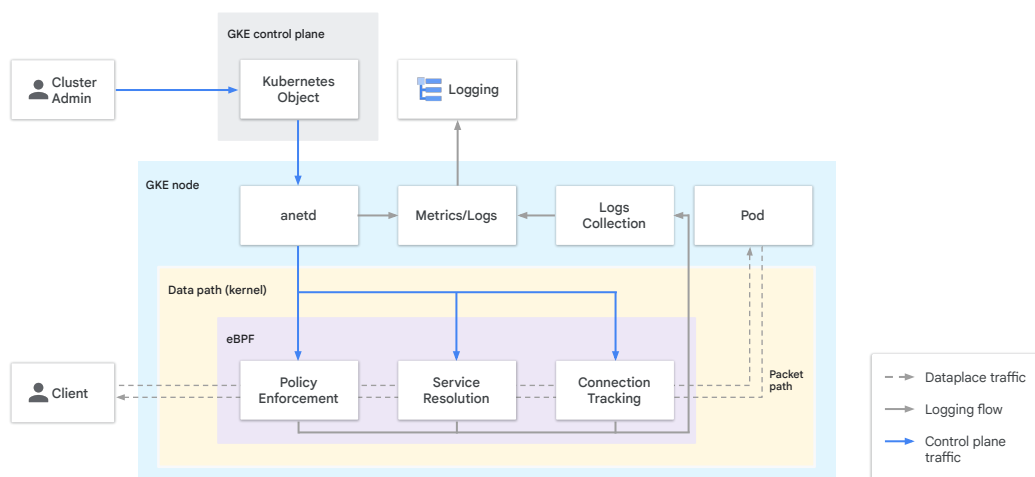 GKE control plane
Cluster
Admin
Kubernetes
Object
Logging
GKE node
anetd
Metrics/Logs
Logs
Collection
Pod
Data path (kernel)
eBPF
Client
Policy
Enforcement
Service
Resolution
Connection
Tracking
Packet
path
Dataplace traffic
Logging flow
Control plane
traffic